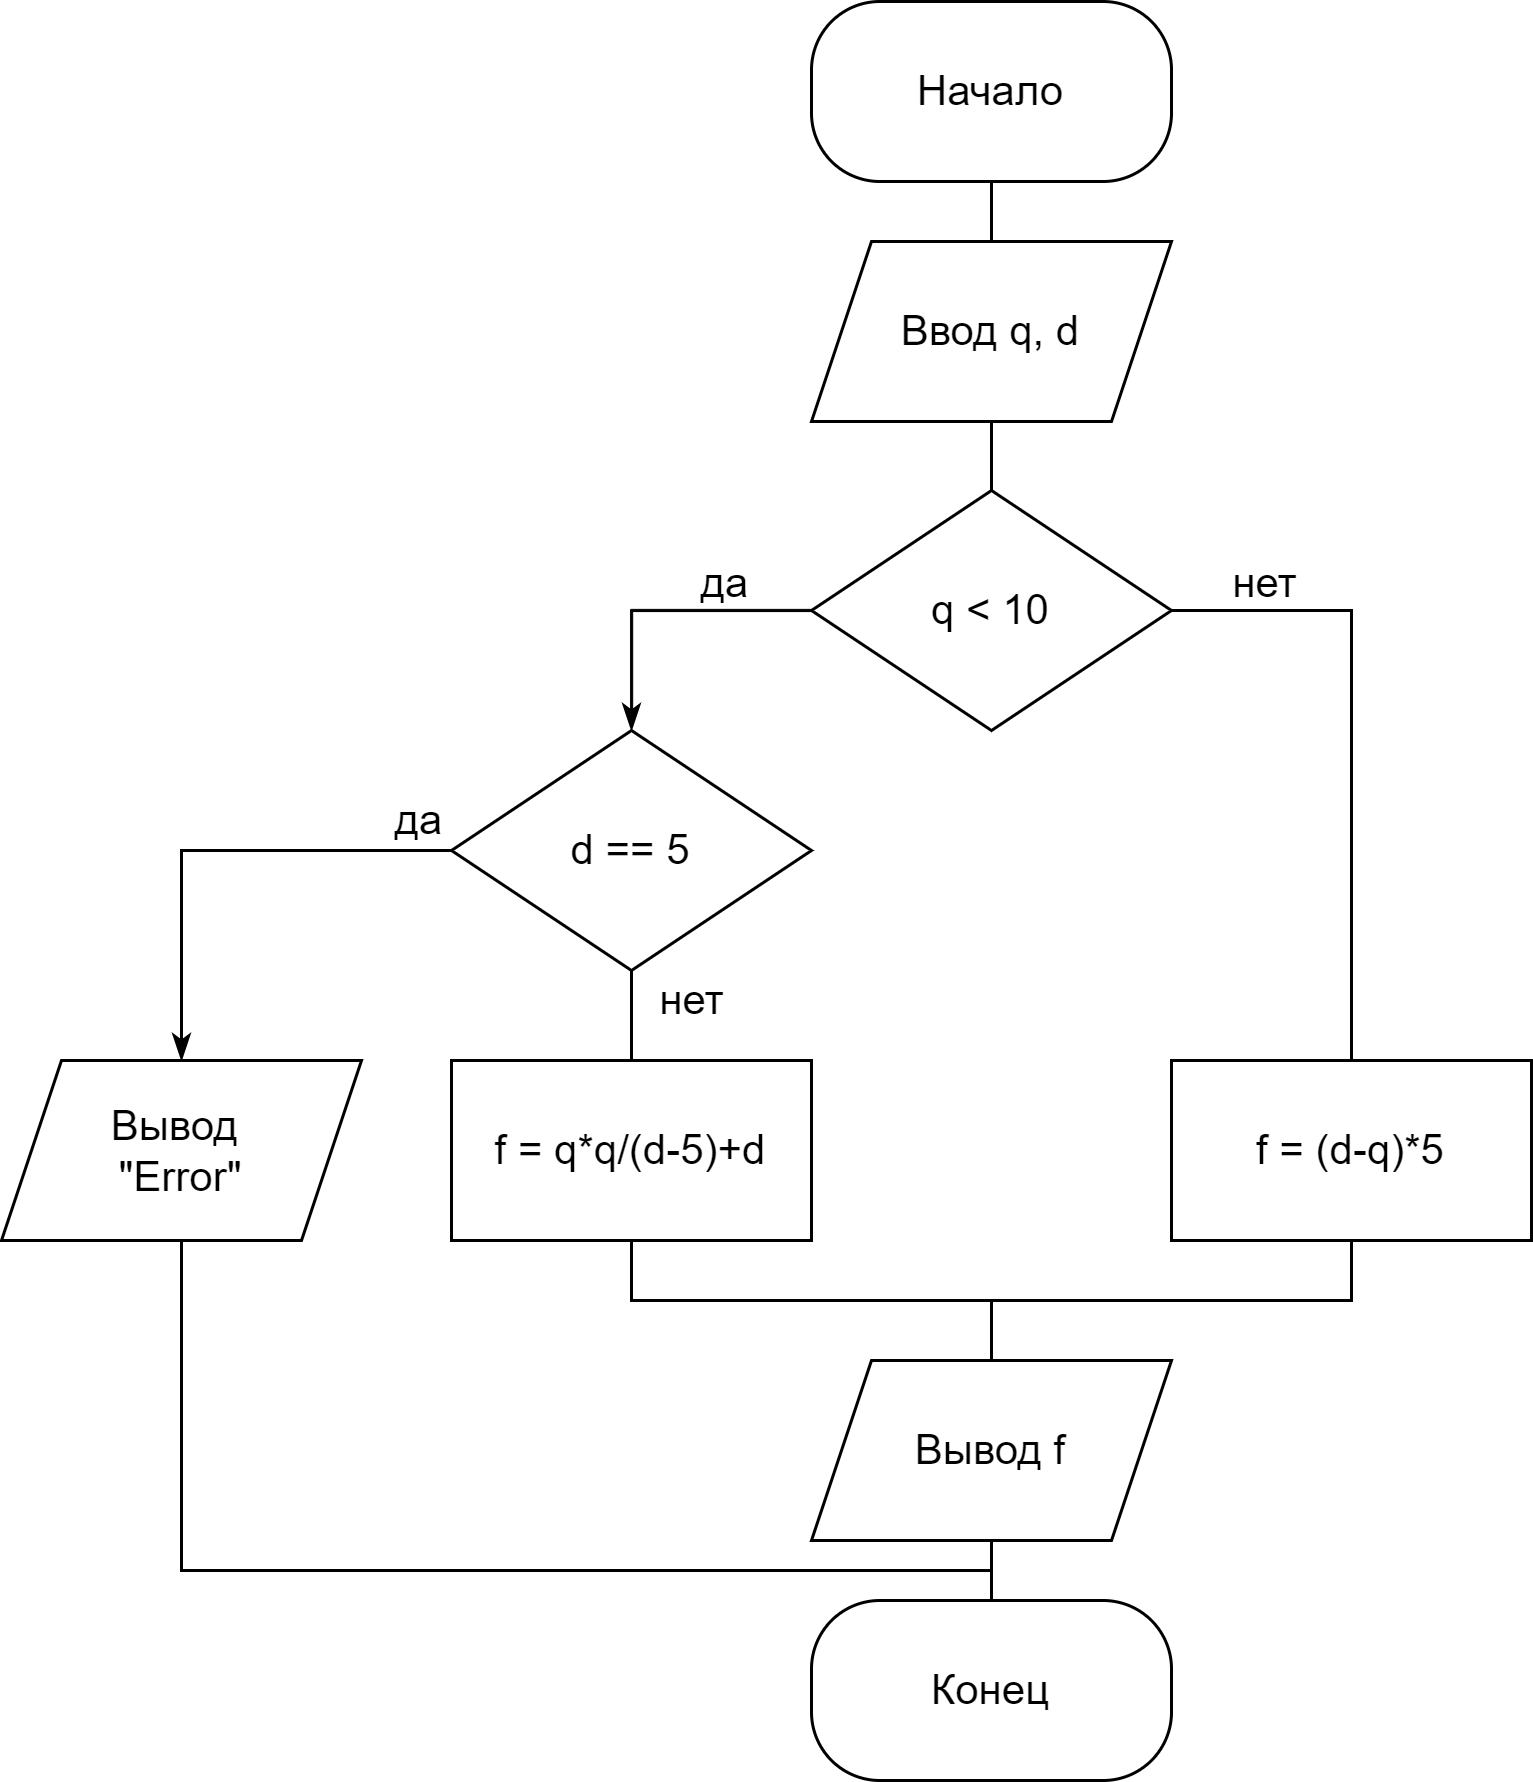 Начало
Ввод q, d
q < 10
да
нет
d == 5
да
нет
Вывод
"Error"
f = q*q/(d-5)+d
f = (d-q)*5
Вывод f
Конец